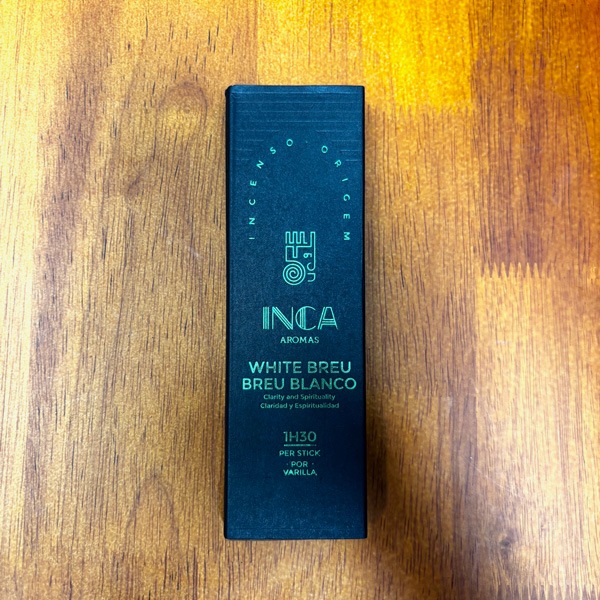 INCENSO · ORIGEM
INCA
AROMAS
WHITE BREU
BREU BLANCO
Clarity and Spirituality
Claridad y Espiritualidad
1H30
PER STICK
· POR ·
VARILLA